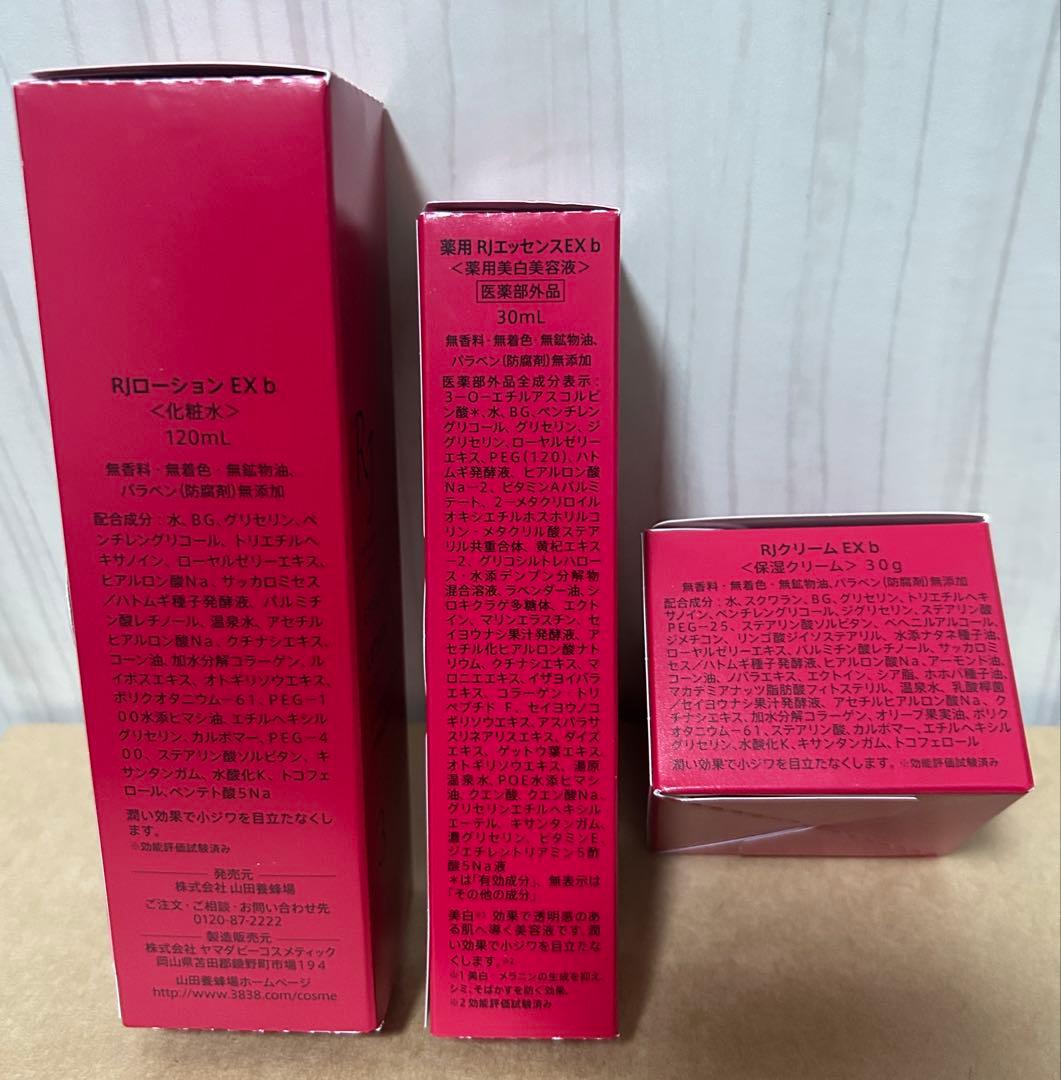 RJローション EX b
＜化粧水＞
120mL
無香料・無着色・無鉱物油、
パラベン(防腐剤)無添加
配合成分：水、BG、グリセリン、ペ
ンチレングリコール、トリエチルヘ
キサノイン、ローヤルゼリーエキス、
ヒアルロン酸Na、サッカロミセス
／ハトムギ種子発酵液、パルミチ
ン酸レチノール、温泉水、アセチル
ヒアルロン酸Na、クチナシエキス、
コーン油、加水分解コラーゲン、ル
イボスエキス、オトギリソウエキス、
ポリクオタニウム−61、PEG−1
00水添ヒマシ油、エチルヘキシル
グリセリン、カルボマー、PEG−4
00、ステアリン酸ソルビタン、キ
サンタンガム、水酸化K、トコフェ
ロール、ペンテト酸5Na
潤い効果で小ジワを目立たなくし
ます。
※効能評価試験済み
発売元
株式会社 山田養蜂場
ご注文・ご相談・お問い合わせ先
0120-87-2222
製造販売元
株式会社 ヤマダビーコスメティック
岡山県苫田郡鏡野町市場194
山田養蜂場ホームページ
http://www.3838.com/cosme
RJ
3
薬用 RJエッセンスEX b
＜薬用美白美容液＞
医薬部外品
30mL
無香料・無着色・無鉱物油、
パラベン(防腐剤)無添加
医薬部外品全成分表示：
3−O−エチルアスコルビ
ン酸＊、水、BG、ペンチレン
グリコール、グリセリン、ジ
グリセリン、ローヤルゼリー
エキス、PEG(120)、ハト
ムギ発酵液、ヒアルロン酸
Na−2、ビタミンAパルミ
テート、2−メタクリロイル
オキシエチルホスホリルコ
リン・メタクリル酸ステア
リル共重合体、黄杞エキス
−2、グリコシルトレハロー
ス・水添デンプン分解物
混合溶液、ラベンダー油、シ
ロキクラゲ多糖体、エクト
イン、マリンエラスチン、セ
イヨウナシ果汁発酵液、ア
セチル化ヒアルロン酸ナト
リウム、クチナシエキス、マ
ロニエエキス、イザヨイバラ
エキス、コラーゲン・トリ
ペプチド F、セイヨウノコ
ギリソウエキス、アスパラサ
スリネアリスエキス、ダイズ
エキス、ゲットウ葉エキス、
オトギリソウエキス、湯原
温泉水、POE水添ヒマシ
油、クエン酸、クエン酸Na、
グリセリンエチルヘキシル
エーテル、キサンタンガム、
濃グリセリン、ビタミンE、
ジエチレントリアミン5酢
酸5Na液
＊は「有効成分」、無表示は
「その他の成分」
美白※1効果で透明感のあ
る肌へ導く美容液です。潤
い効果で小ジワを目立たな
くします。※2
※1 美白：メラニンの生成を抑え、
シミ、そばかすを防ぐ効果。
※2 効能評価試験済み
RJクリーム EX b
＜保湿クリーム＞ 30g
無香料・無着色・無鉱物油、パラベン(防腐剤)無添加
配合成分：水、スクワラン、BG、グリセリン、トリエチルヘキ
サノイン、ペンチレングリコール、ジグリセリン、ステアリン酸
PEG−25、ステアリン酸ソルビタン、ベヘニルアルコール、
ジメチコン、リンゴ酸ジイソステアリル、水添ナタネ種子油、
ローヤルゼリーエキス、パルミチン酸レチノール、サッカロ
ミセス／ハトムギ種子発酵液、ヒアルロン酸Na、アーモンド油、
コーン油、ノバラエキス、エクトイン、シア脂、ホホバ種子油、
マカデミアナッツ脂肪酸フィトステリル、温泉水、乳酸桿菌
／セイヨウナシ果汁発酵液、アセチルヒアルロン酸Na、ク
チナシエキス、加水分解コラーゲン、オリーブ果実油、ポリク
オタニウム−61、ステアリン酸、カルボマー、エチルヘキシル
グリセリン、水酸化K、キサンタンガム、トコフェロール
潤い効果で小ジワを目立たなくします。※効能評価試験済み